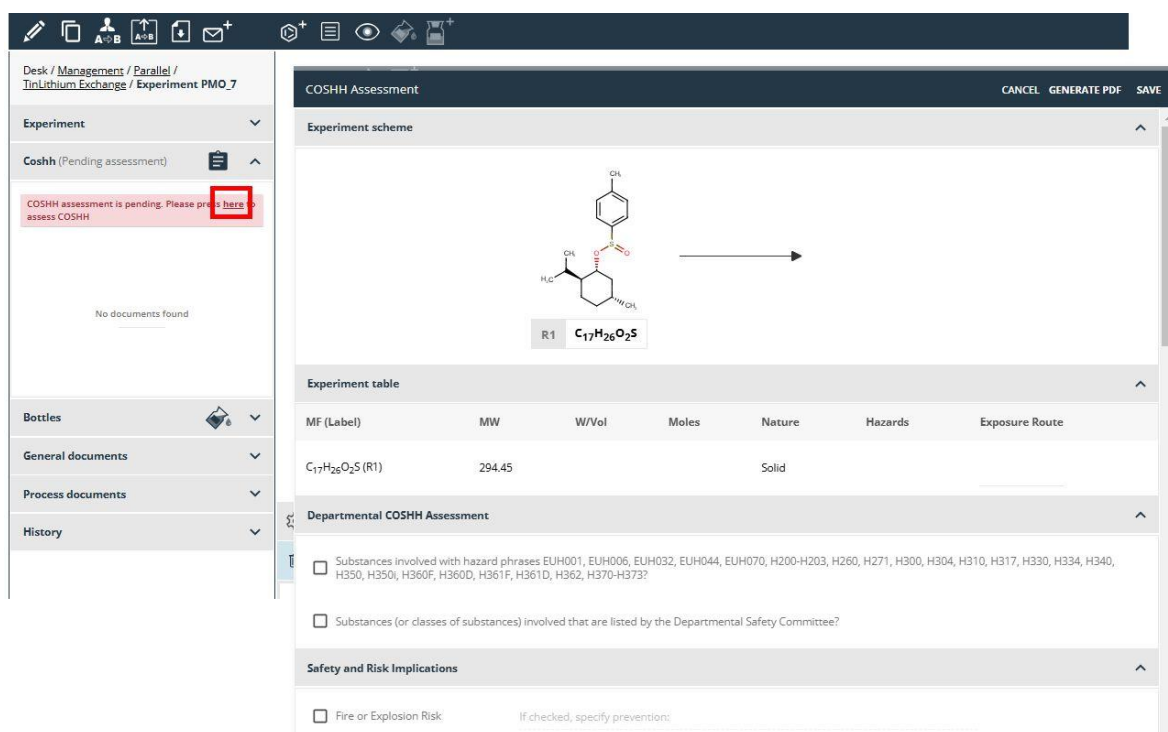 A⇨B
A⇨B
Desk / Management / Parallel /
TinLithium Exchange / Experiment PMO_7
Experiment
Coshh (Pending assessment)
COSHH assessment is pending. Please press here to
assess COSHH
No documents found
Bottles
General documents
Process documents
History
COSHH Assessment
CANCEL GENERATE PDF SAVE
Experiment scheme
CH₃
S
O
O
CH₃
H₃C
CH₃
R1 C₁₇H₂₆O₂S
Experiment table
MF (Label) MW W/Vol Moles Nature Hazards Exposure Route
C₁₇H₂₆O₂S (R1) 294.45 Solid
Departmental COSHH Assessment
Substances involved with hazard phrases EUH001, EUH006, EUH032, EUH044, EUH070, H200-H203, H260, H271, H300, H304, H310, H317, H330, H334, H340,
H350, H350i, H360F, H360D, H361F, H361D, H362, H370-H373?
Substances (or classes of substances) involved that are listed by the Departmental Safety Committee?
Safety and Risk Implications
Fire or Explosion Risk If checked, specify prevention: